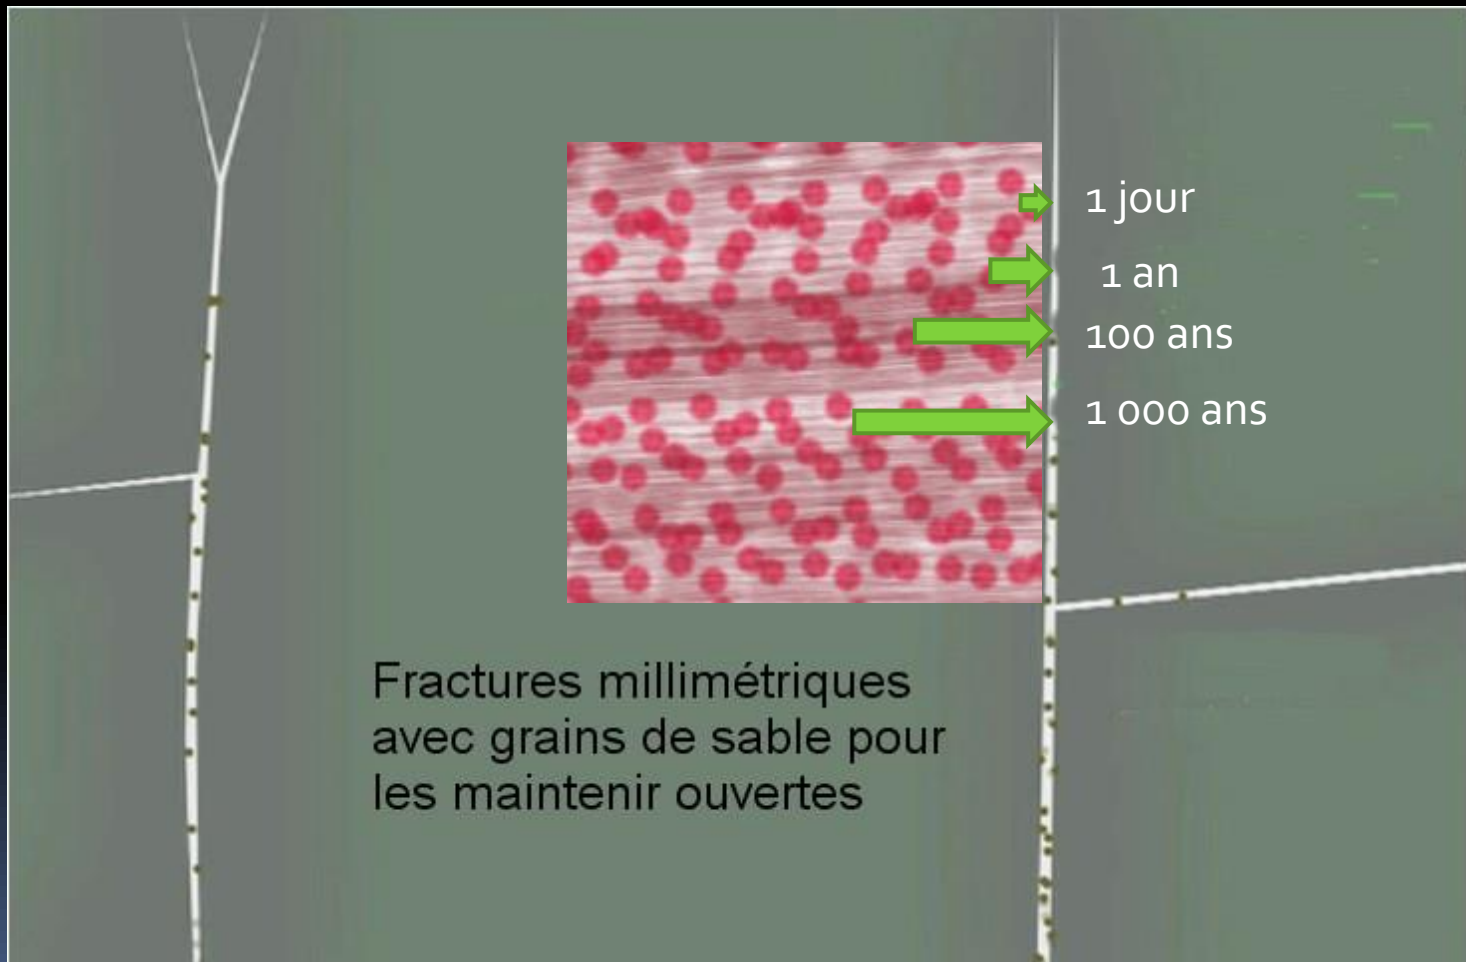 1 jour
1 an
100 ans
1 000 ans
Fractures millimétriques
avec grains de sable pour
les maintenir ouvertes